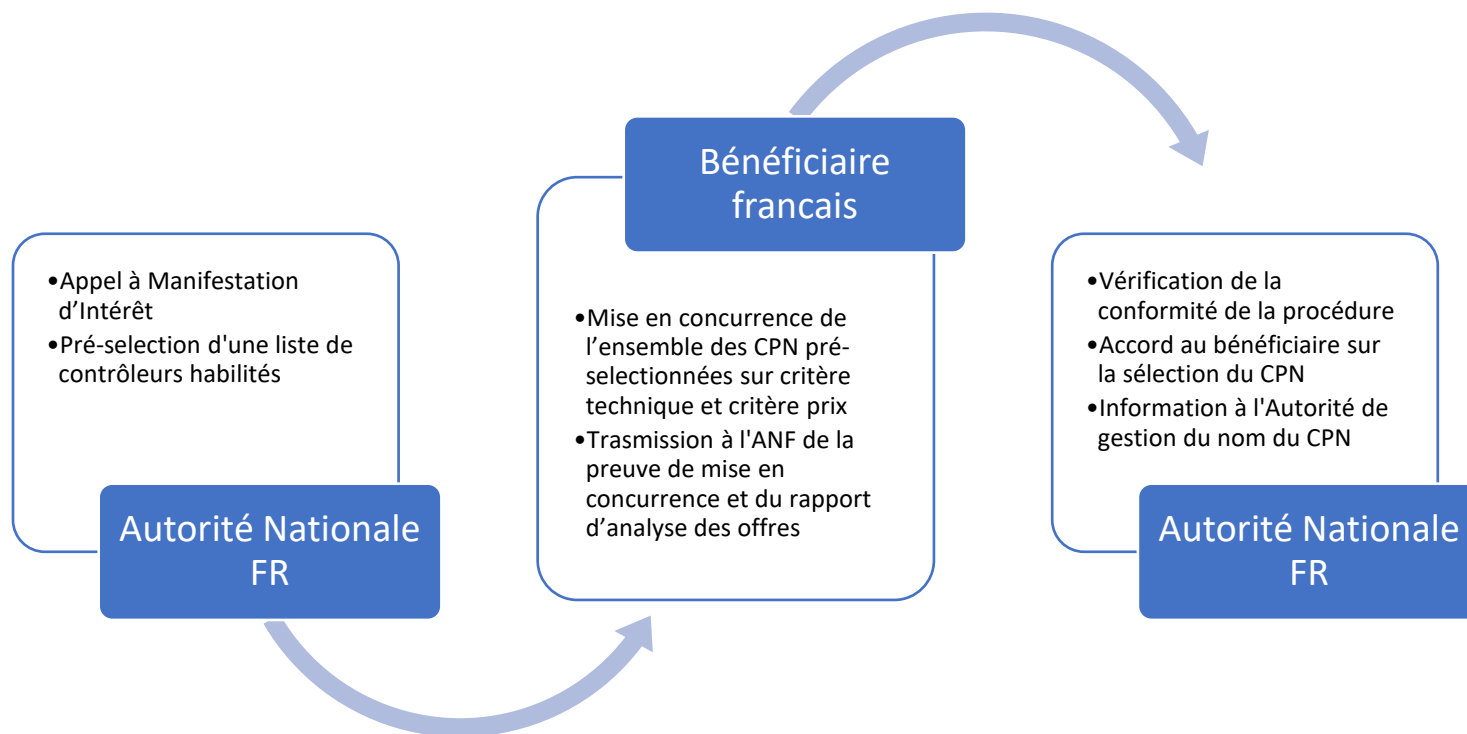 •Appel à Manifestation
d’Intérêt
•Pré-selection d'une liste de
contrôleurs habilités
Autorité Nationale
FR
Bénéficiaire
francais
•Mise en concurrence de
l’ensemble des CPN pré-
selectionnées sur critère
technique et critère prix
•Trasmission à l'ANF de la
preuve de mise en
concurrence et du rapport
d’analyse des offres
•Vérification de la
conformité de la procédure
•Accord au bénéficiaire sur
la sélection du CPN
•Information à l'Autorité de
gestion du nom du CPN
Autorité Nationale
FR